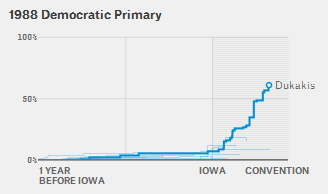 1988 Democratic Primary
100%
Dukakis
50%
0%
1 YEAR
BEFORE IOWA
IOWA
CONVENTION